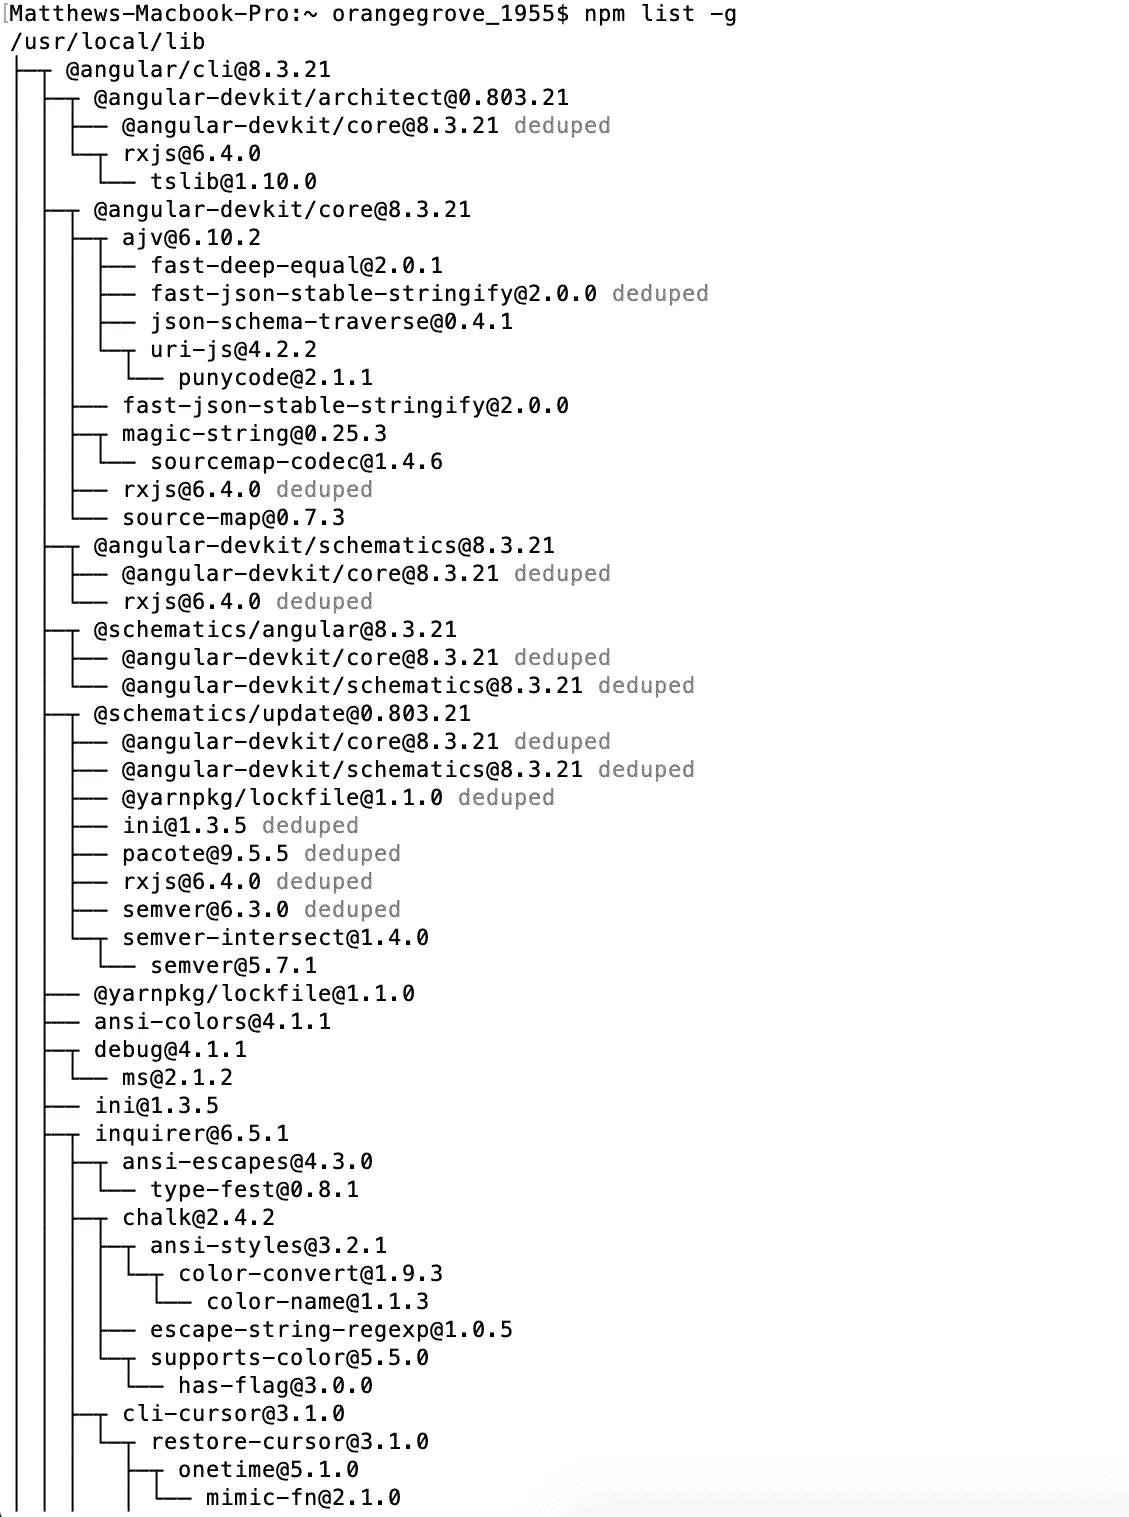 Matthews-Macbook-Pro:~ orangegrove_1955$ npm list -g
/usr/local/lib
├─┬ @angular/cli@8.3.21
│ ├─┬ @angular-devkit/architect@0.803.21
│ │ ├── @angular-devkit/core@8.3.21 deduped
│ │ └─┬ rxjs@6.4.0
│ │   └── tslib@1.10.0
│ ├─┬ @angular-devkit/core@8.3.21
│ │ ├─┬ ajv@6.10.2
│ │ │ ├── fast-deep-equal@2.0.1
│ │ │ ├── fast-json-stable-stringify@2.0.0 deduped
│ │ │ ├── json-schema-traverse@0.4.1
│ │ │ └─┬ uri-js@4.2.2
│ │ │   └── punycode@2.1.1
│ │ ├── fast-json-stable-stringify@2.0.0
│ │ ├─┬ magic-string@0.25.3
│ │ │ └── sourcemap-codec@1.4.6
│ │ ├── rxjs@6.4.0 deduped
│ │ └── source-map@0.7.3
│ ├─┬ @angular-devkit/schematics@8.3.21
│ │ ├── @angular-devkit/core@8.3.21 deduped
│ │ └── rxjs@6.4.0 deduped
│ ├─┬ @schematics/angular@8.3.21
│ │ ├── @angular-devkit/core@8.3.21 deduped
│ │ └── @angular-devkit/schematics@8.3.21 deduped
│ ├─┬ @schematics/update@0.803.21
│ │ ├── @angular-devkit/core@8.3.21 deduped
│ │ ├── @angular-devkit/schematics@8.3.21 deduped
│ │ ├── @yarnpkg/lockfile@1.1.0 deduped
│ │ ├── ini@1.3.5 deduped
│ │ ├── pacote@9.5.5 deduped
│ │ ├── rxjs@6.4.0 deduped
│ │ ├── semver@6.3.0 deduped
│ │ └─┬ semver-intersect@1.4.0
│ │   └── semver@5.7.1
│ ├── @yarnpkg/lockfile@1.1.0
│ ├── ansi-colors@4.1.1
│ ├─┬ debug@4.1.1
│ │ └── ms@2.1.2
│ ├── ini@1.3.5
│ ├─┬ inquirer@6.5.1
│ │ ├─┬ ansi-escapes@4.3.0
│ │ │ └── type-fest@0.8.1
│ │ ├─┬ chalk@2.4.2
│ │ │ ├─┬ ansi-styles@3.2.1
│ │ │ │ └─┬ color-convert@1.9.3
│ │ │ │   └── color-name@1.1.3
│ │ │ ├── escape-string-regexp@1.0.5
│ │ │ └─┬ supports-color@5.5.0
│ │ │   └── has-flag@3.0.0
│ │ ├─┬ cli-cursor@3.1.0
│ │ │ └─┬ restore-cursor@3.1.0
│ │ │   ├─┬ onetime@5.1.0
│ │ │   │ └── mimic-fn@2.1.0